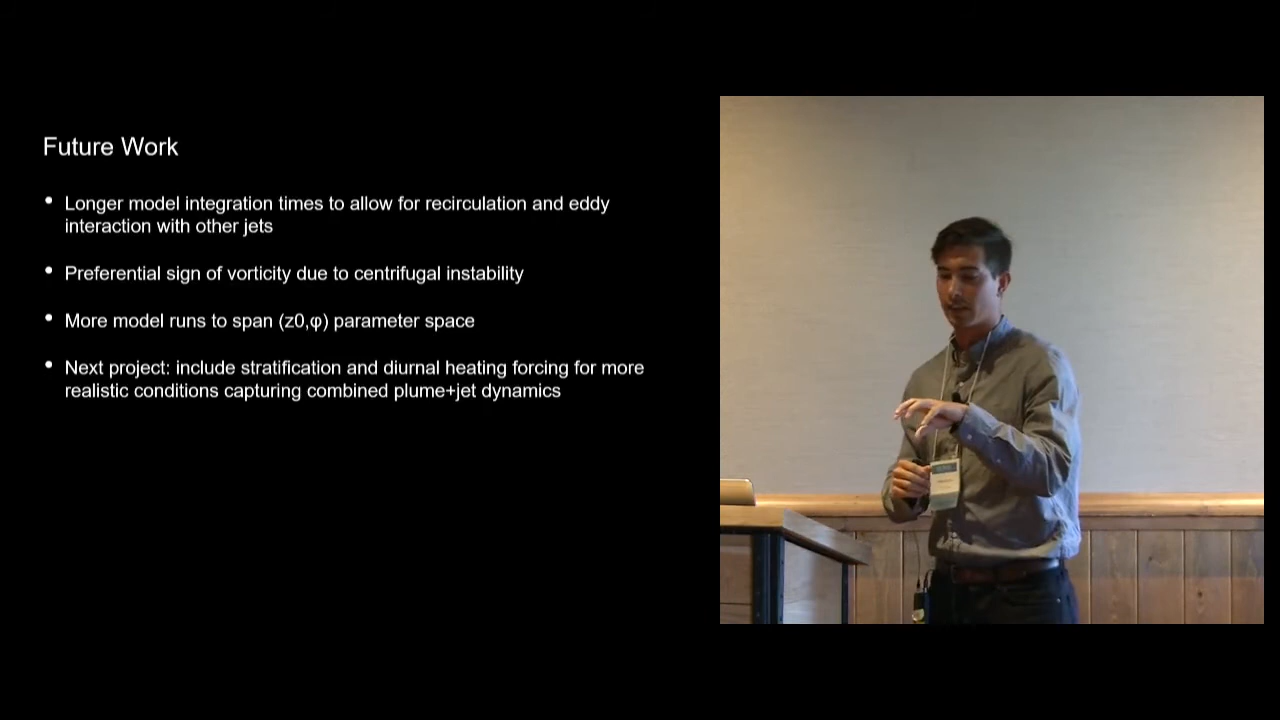 Future Work
• Longer model integration times to allow for recirculation and eddy
interaction with other jets
• Preferential sign of vorticity due to centrifugal instability
• More model runs to span (z0,φ) parameter space
• Next project: include stratification and diurnal heating forcing for more
realistic conditions capturing combined plume+jet dynamics